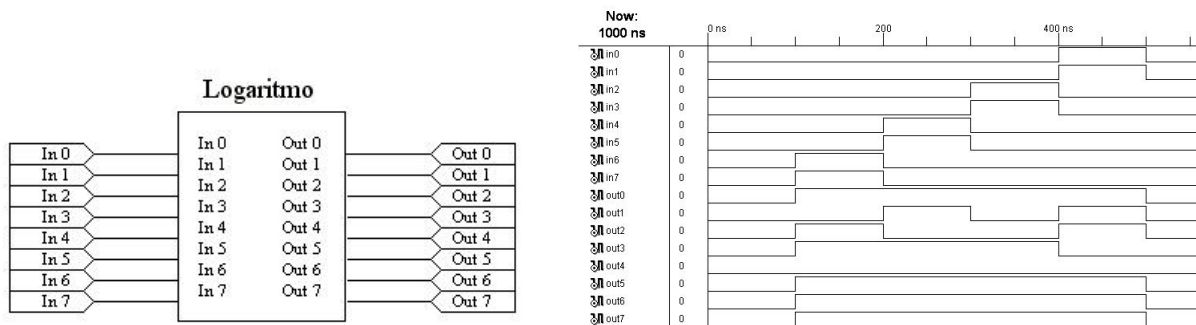 Logaritmo
In 0
In 1
In 2
In 3
In 4
In 5
In 6
In 7
In 0 Out 0
In 1 Out 1
In 2 Out 2
In 3 Out 3
In 4 Out 4
In 5 Out 5
In 6 Out 6
In 7 Out 7
Out 0
Out 1
Out 2
Out 3
Out 4
Out 5
Out 6
Out 7
Now:
1000 ns
0 ns 200 400 ns
in0 0
in1 0
in2 0
in3 0
in4 0
in5 0
in6 0
in7 0
out0 0
out1 0
out2 0
out3 0
out4 0
out5 0
out6 0
out7 0